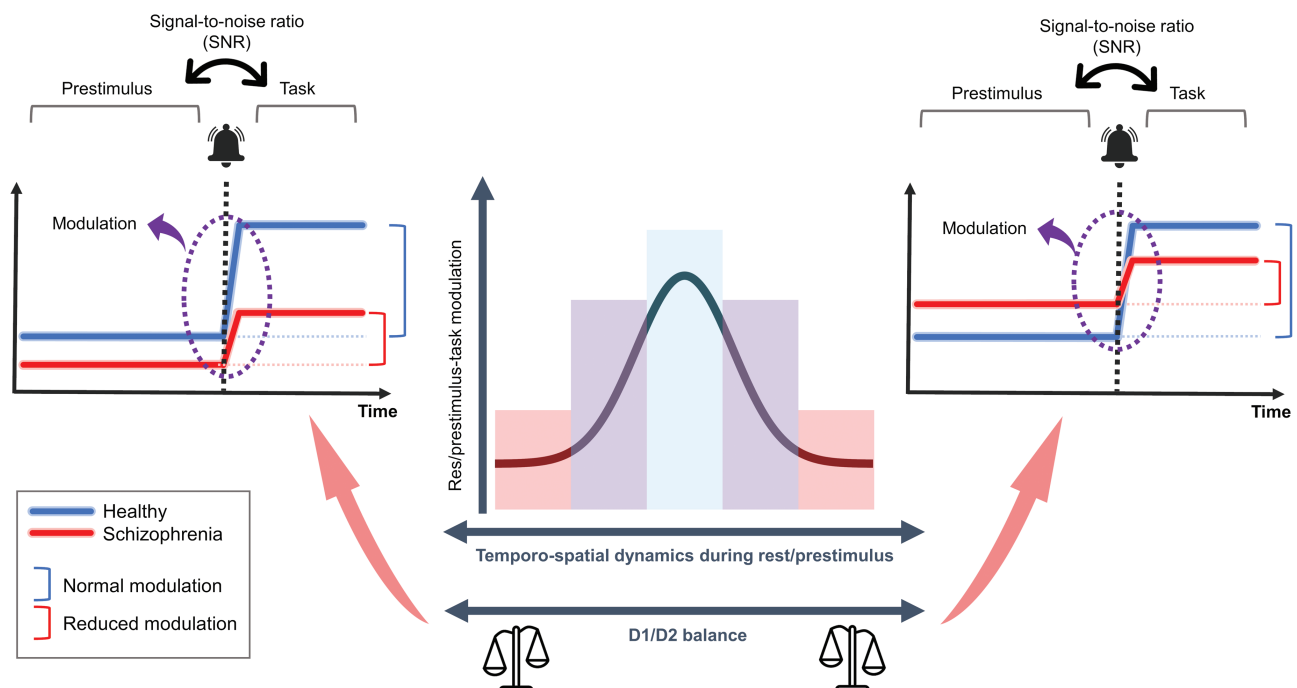 Signal-to-noise ratio
(SNR)
Prestimulus
Task
Modulation
Time
Healthy
Schizophrenia
Normal modulation
Reduced modulation
Res/prestimulus-task modulation
Temporo-spatial dynamics during rest/prestimulus
D1/D2 balance
Signal-to-noise ratio
(SNR)
Prestimulus
Task
Modulation
Time